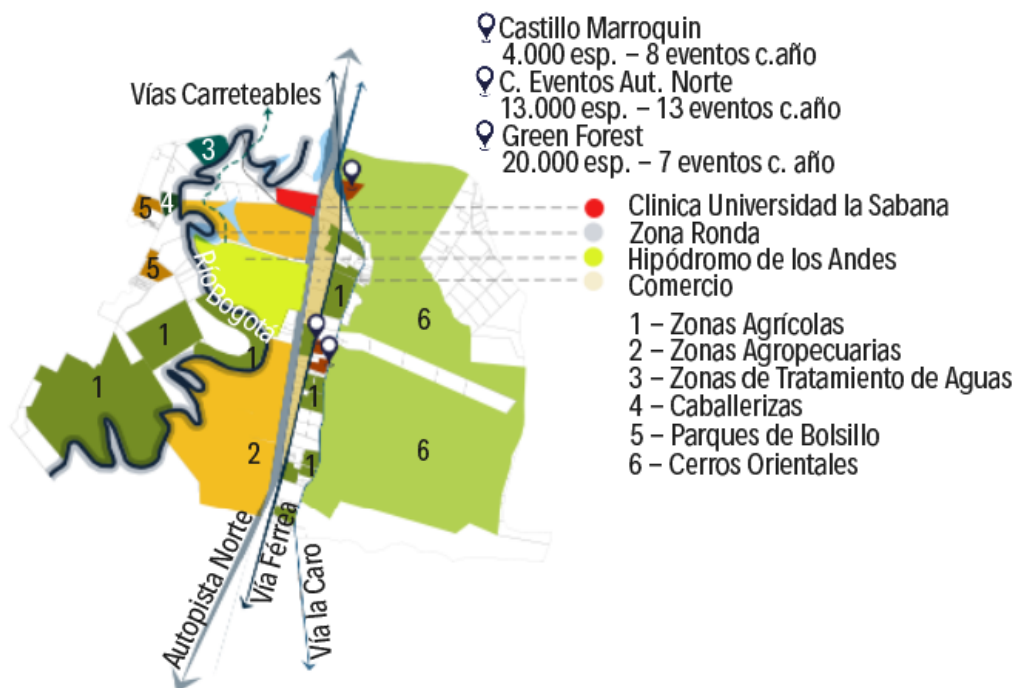 Castillo Marroquin
4.000 esp. – 8 eventos c.año
C. Eventos Aut. Norte
13.000 esp. – 13 eventos c.año
Green Forest
20.000 esp. – 7 eventos c. año
Clinica Universidad la Sabana
Zona Ronda
Hipódromo de los Andes
Comercio
1 – Zonas Agrícolas
2 – Zonas Agropecuarias
3 – Zonas de Tratamiento de Aguas
4 – Caballerizas
5 – Parques de Bolsillo
6 – Cerros Orientales
Vías Carreteables
3
5
4
5
Río Bogotá
1
6
1
1
1
1
2
6
1
Autopista Norte
Vía Férrea
Vía la Caro